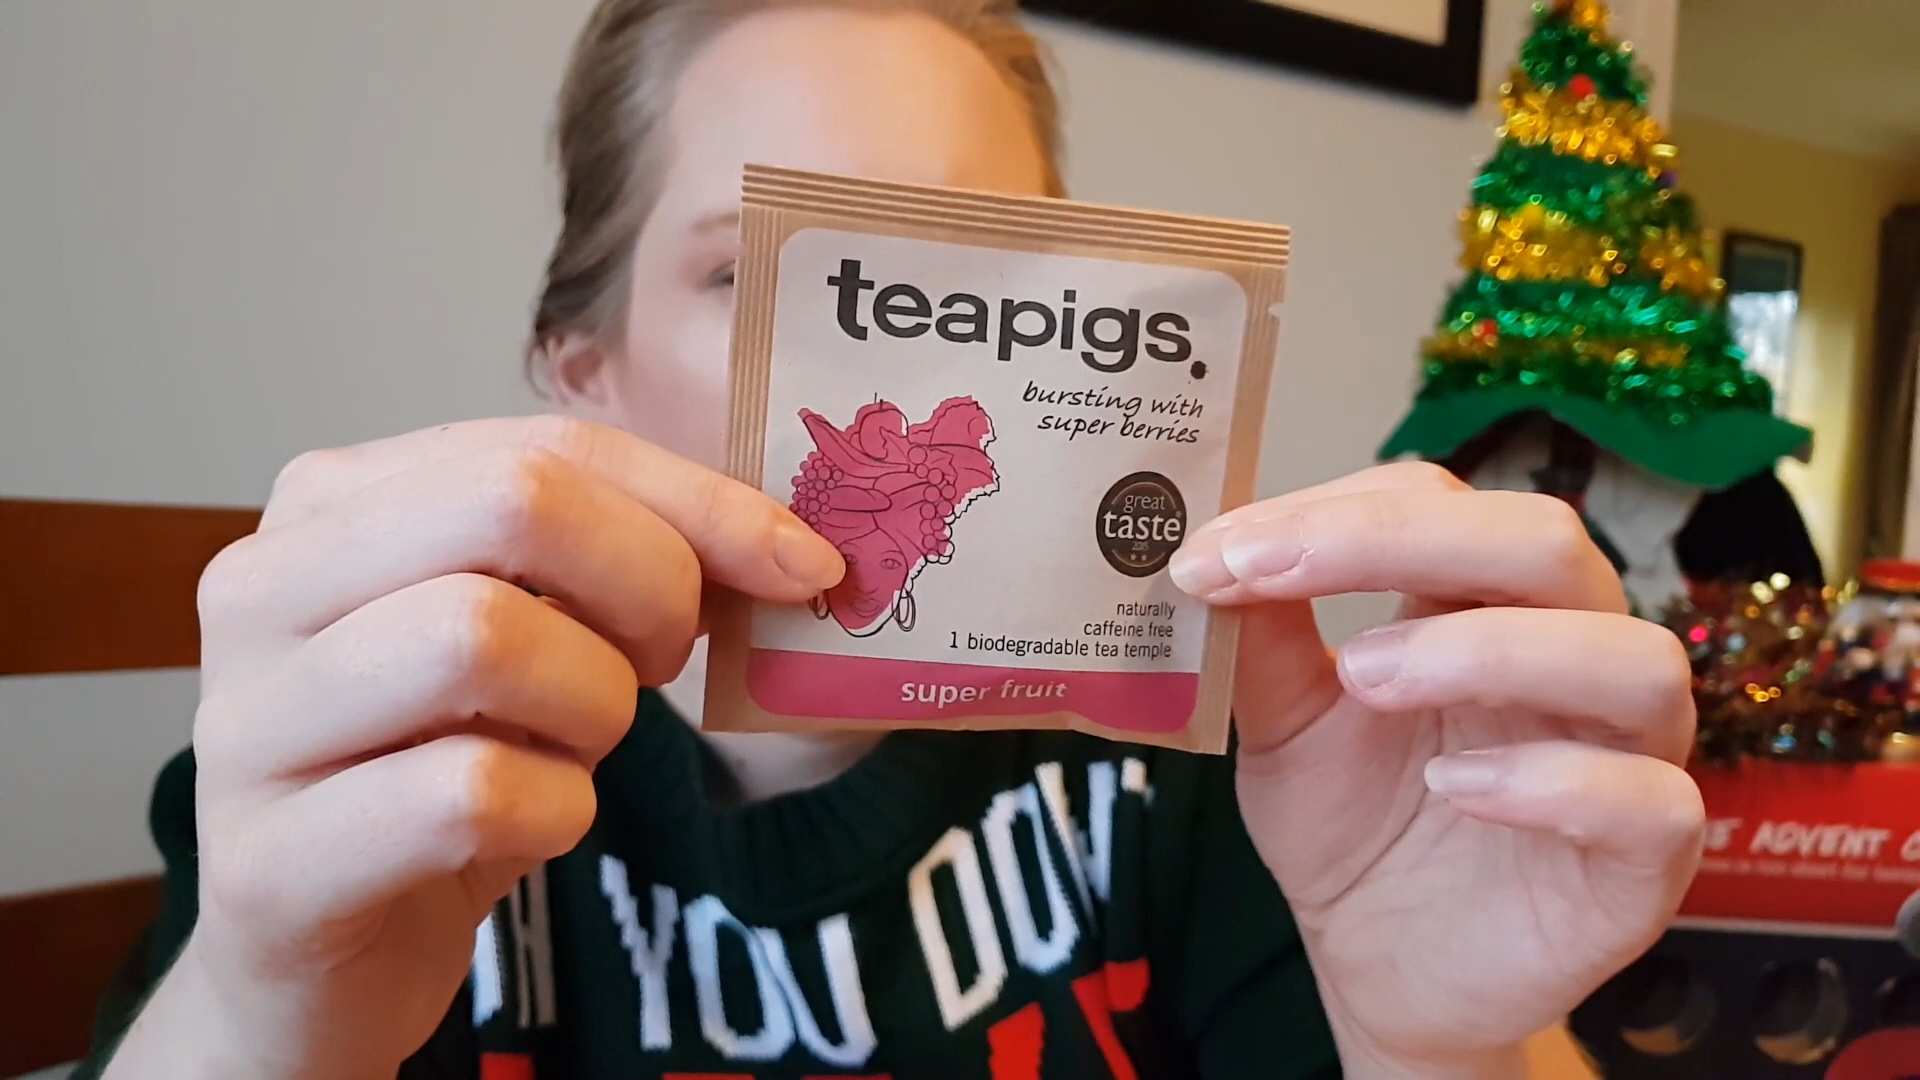 teapigs.
bursting with
super berries
great
taste
2015
naturally
caffeine free
1 biodegradable tea temple
super fruit
YOU DOW
ADVENT